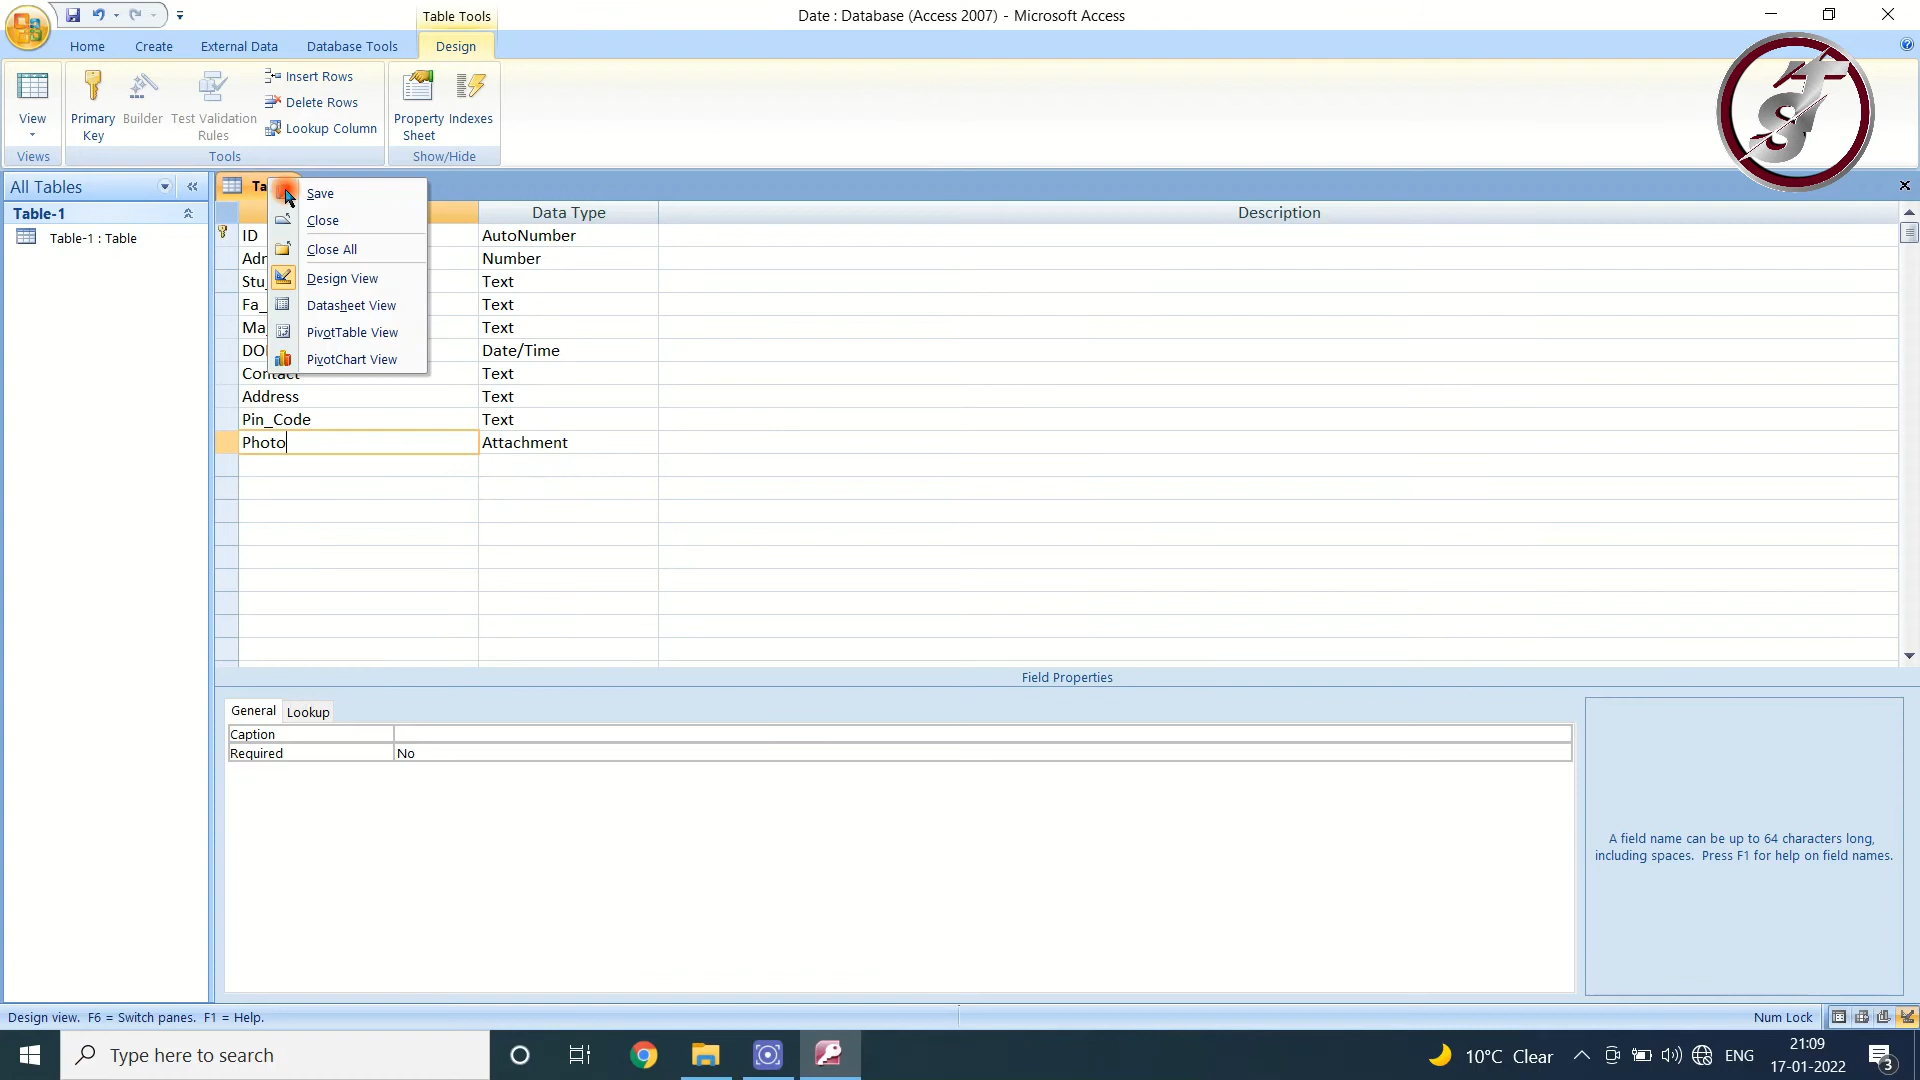 Date : Database (Access 2007) - Microsoft Access
Table Tools
Home
Create
External Data
Database Tools
Design
View
Primary Key
Builder
Test Validation Rules
Insert Rows
Delete Rows
Lookup Column
Property Sheet
Indexes
Views
Tools
Show/Hide
All Tables
Table-1
Table-1 : Table
Save
Close
Close All
Design View
Datasheet View
PivotTable View
PivotChart View
Data Type
Description
ID AutoNumber
Number
Text
Text
Text
Date/Time
Contact Text
Address Text
Pin_Code Text
Photo Attachment
Field Properties
General
Lookup
Caption
Required No
A field name can be up to 64 characters long,
including spaces. Press F1 for help on field names.
Design view. F6 = Switch panes. F1 = Help.
Num Lock
Type here to search
10°C Clear
ENG
21:09
17-01-2022
3